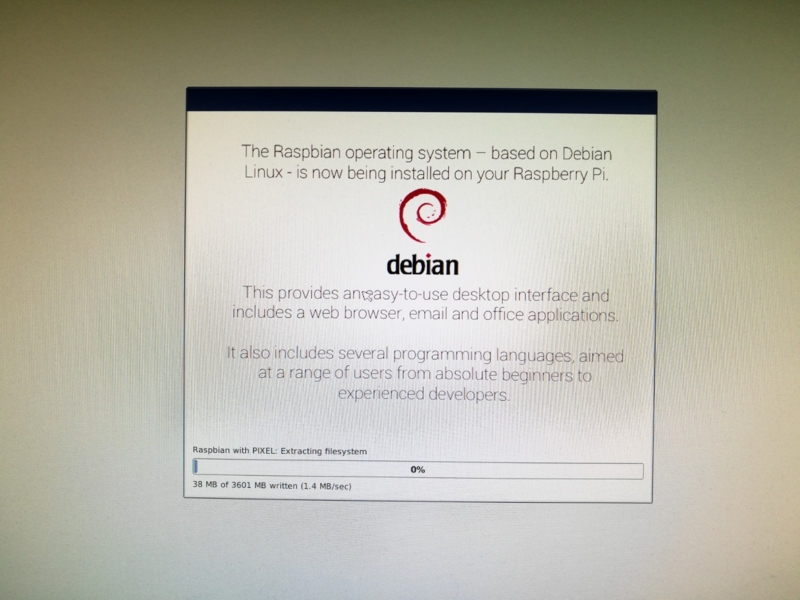 The Raspbian operating system – based on Debian
Linux - is now being installed on your Raspberry Pi.
debian
This provides an easy-to-use desktop interface and
includes a web browser, email and office applications.
It also includes several programming languages, aimed
at a range of users from absolute beginners to
experienced developers.
Raspbian with PIXEL: Extracting filesystem
0%
38 MB of 3601 MB written (1.4 MB/sec)